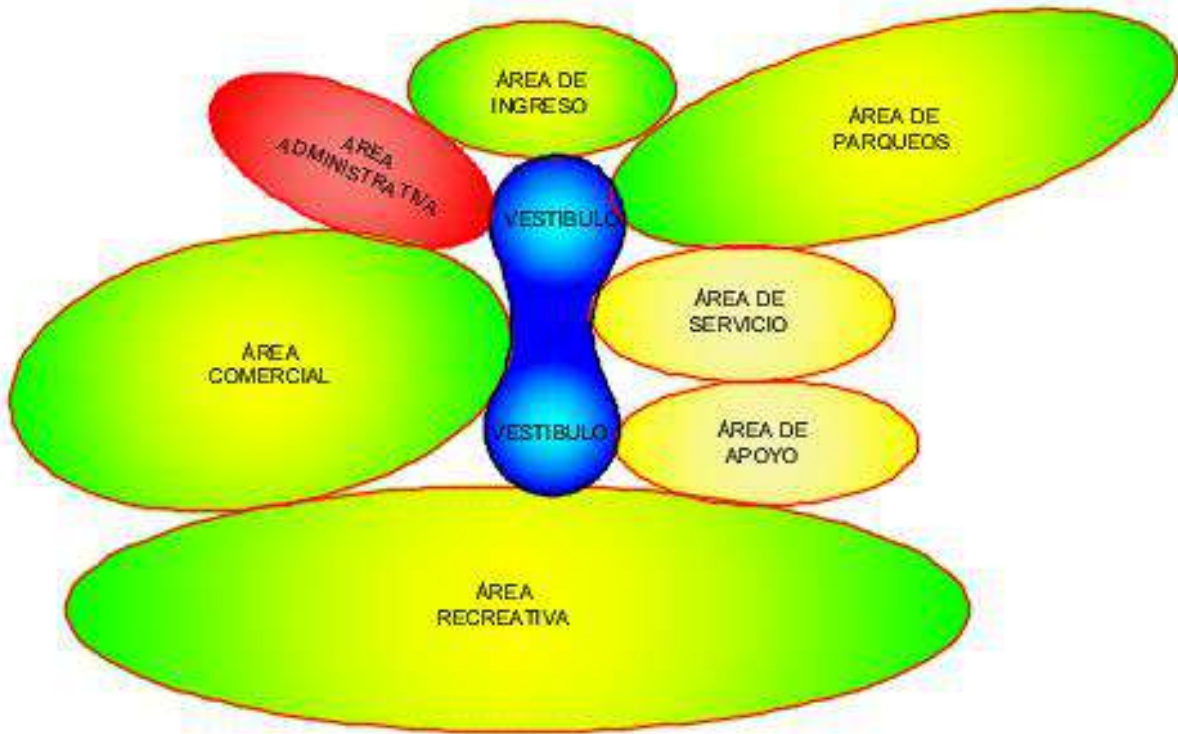 ÁREA DE
INGRESO
ÁREA DE
PARQUEOS
ÁREA
ADMINISTRATIVA
VESTIBULO
ÁREA DE
SERVICIO
ÁREA
COMERCIAL
VESTIBULO
ÁREA DE
APOYO
ÁREA
RECREATIVA